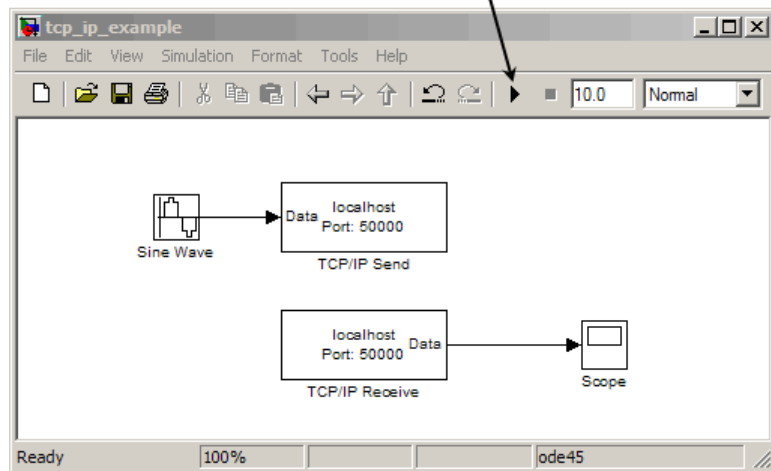 tcp_ip_example
File Edit View Simulation Format Tools Help
10.0 Normal
localhost
Data
Port: 50000
Sine Wave
TCP/IP Send
localhost
Data
Port: 50000
TCP/IP Receive
Scope
Ready 100% ode45